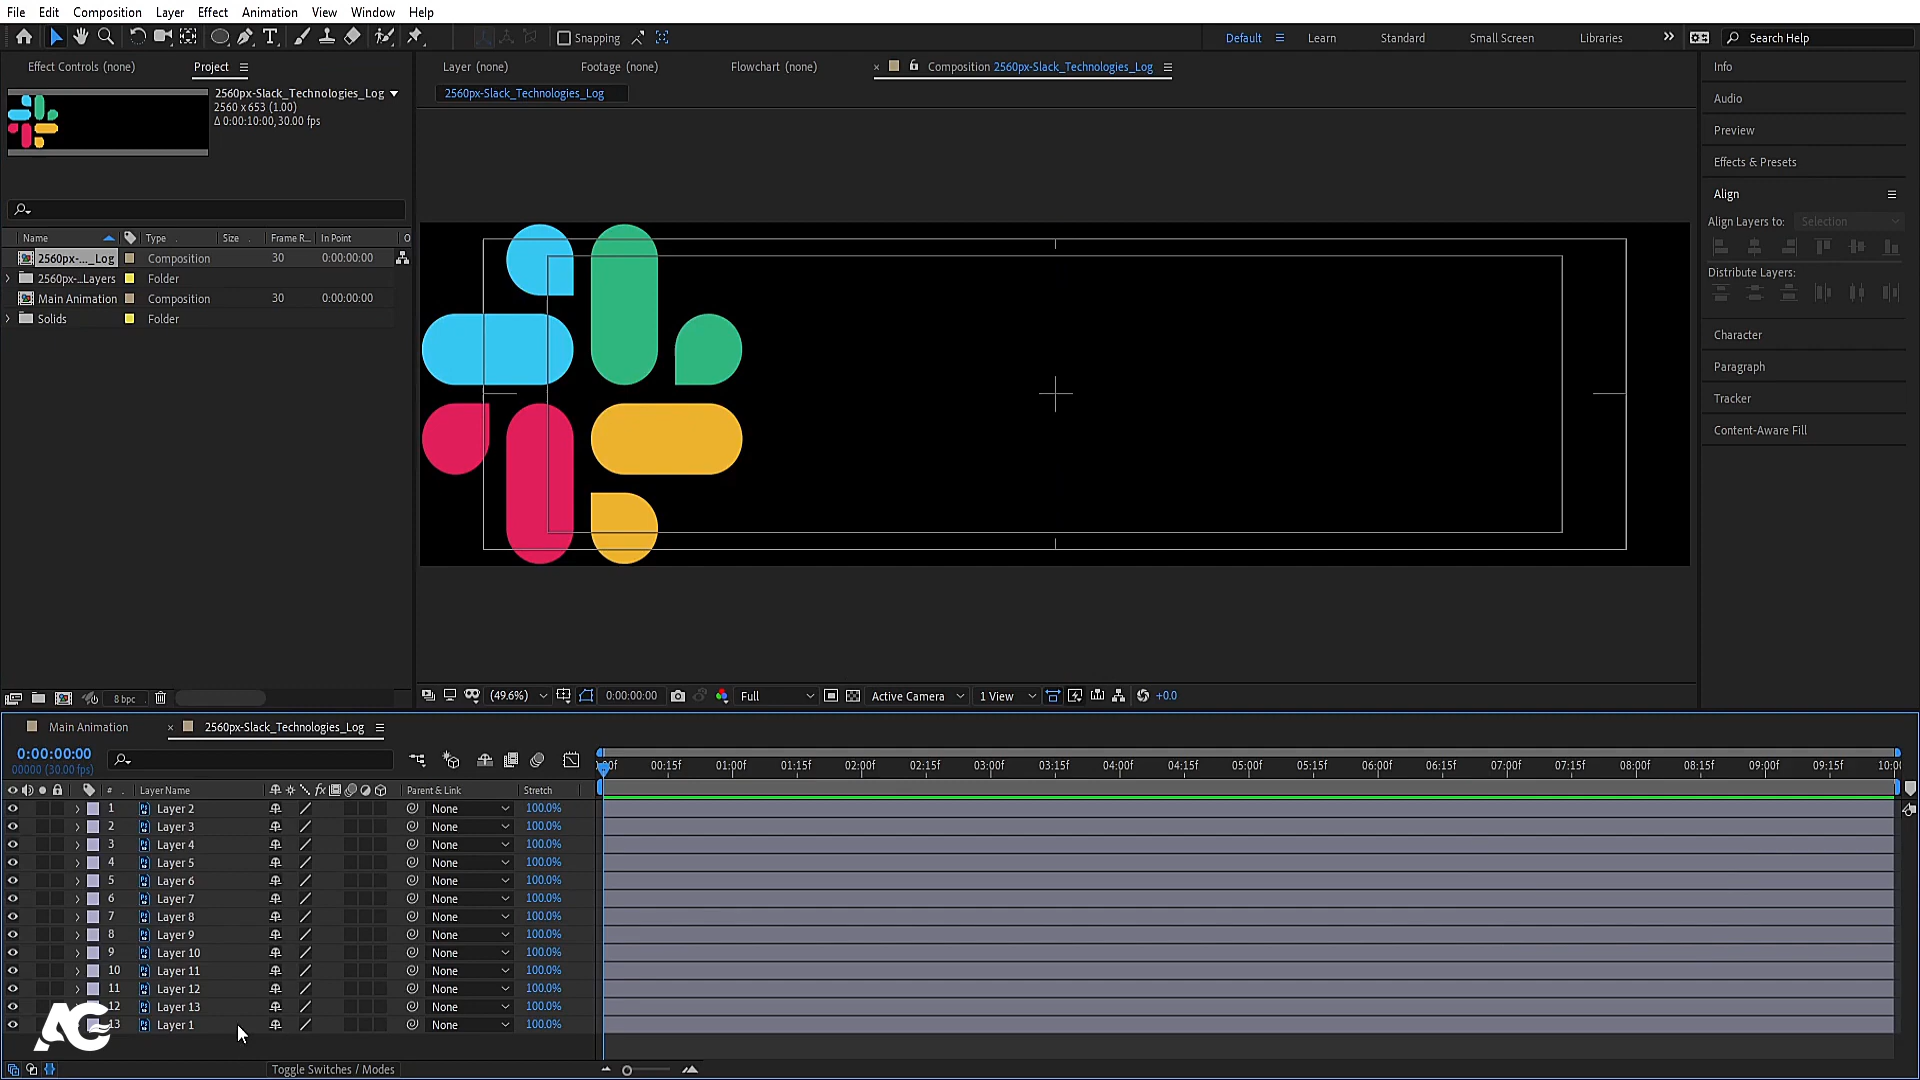 File Edit Composition Layer Effect Animation View Window Help
Snapping Default Learn Standard Small Screen Libraries Search Help
Effect Controls (none) Project
Layer (none) Footage (none) Flowchart (none) Composition 2560px-Slack_Technologies_Log
2560px-Slack_Technologies_Log
2560px-Slack_Technologies_Log
2560 x 653 (1.00)
Δ 0:00:10:00, 30.00 fps
Name Type Size Frame R... In Point
2560px-..._Log Composition 30 0:00:00:00
2560px-..Layers Folder
Main Animation Composition 30 0:00:00:00
Solids Folder
Info
Audio
Preview
Effects & Presets
Align
Align Layers to: Selection
Distribute Layers:
Character
Paragraph
Tracker
Content-Aware Fill
8 bpc
(49.6%) 0:00:00:00 Full Active Camera 1 View +0.0
Main Animation 2560px-Slack_Technologies_Log
0:00:00:00
00000 (30.00 fps)
00:15f 01:00f 01:15f 02:00f 02:15f 03:00f 03:15f 04:00f 04:15f 05:00f 05:15f 06:00f 06:15f 07:00f 07:15f 08:00f 08:15f 09:00f 09:15f
# Layer Name fx Parent & Link Stretch
1 Layer 2 None 100.0%
2 Layer 3 None 100.0%
3 Layer 4 None 100.0%
4 Layer 5 None 100.0%
5 Layer 6 None 100.0%
6 Layer 7 None 100.0%
7 Layer 8 None 100.0%
8 Layer 9 None 100.0%
9 Layer 10 None 100.0%
10 Layer 11 None 100.0%
11 Layer 12 None 100.0%
12 Layer 13 None 100.0%
13 Layer 1 None 100.0%
AG
Toggle Switches / Modes